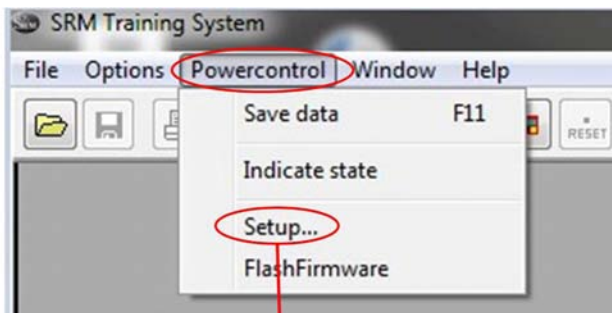 SRM Training System
File Options Powercontrol Window Help
Save data F11
RESET
Indicate state
Setup...
FlashFirmware